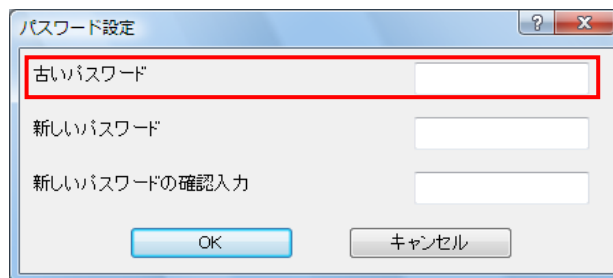 パスワード設定
古いパスワード
新しいパスワード
新しいパスワードの確認入力
OK キャンセル